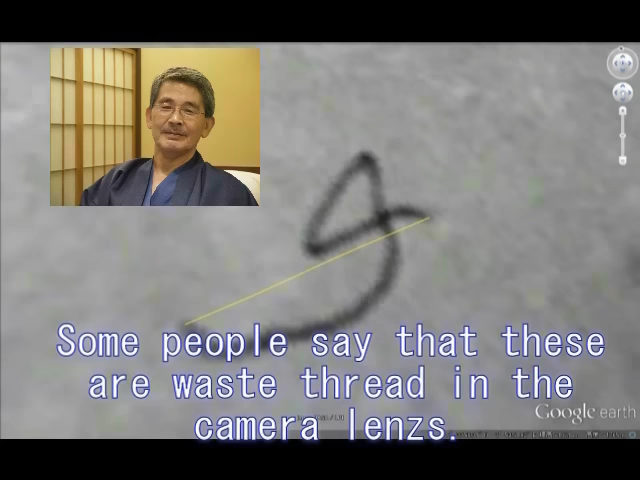 Some people say that these
are waste thread in the
camera lenzs.
Google earth